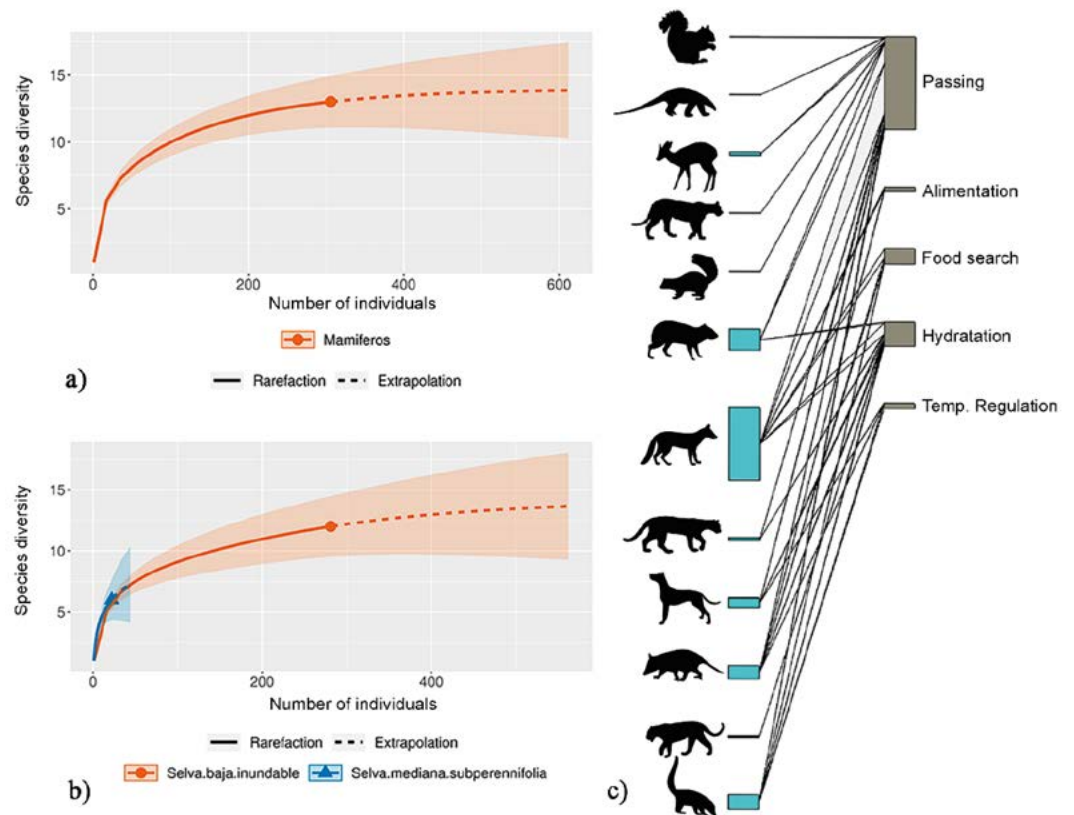 Species diversity
15
10
5
0
200
400
600
Number of individuals
Mamiferos
Rarefaction
Extrapolation
a)
Species diversity
15
10
5
0
200
400
Number of individuals
Rarefaction
Extrapolation
Selva.baja.inundable
Selva.mediana.subperennifolia
b)
Passing
Alimentation
Food search
Hydratation
Temp. Regulation
c)